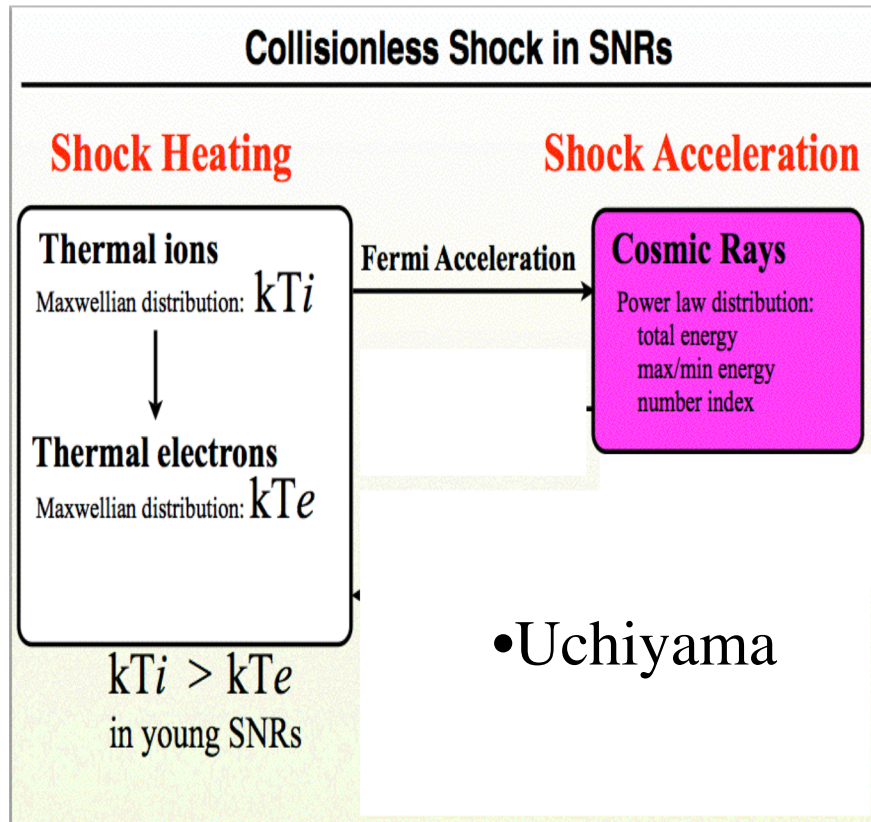 Collisionless Shock in SNRs
Shock Heating
Shock Acceleration
Thermal ions
Maxwellian distribution: kTi
Thermal electrons
Maxwellian distribution: kTe
Fermi Acceleration
Cosmic Rays
Power law distribution:
total energy
max/min energy
number index
kTi > kTe
in young SNRs
•Uchiyama